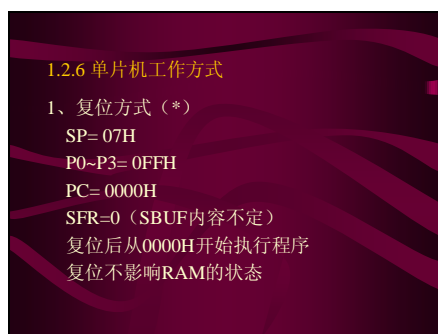 1.2.6 单片机工作方式
1、复位方式（*）
SP= 07H
P0~P3= 0FFH
PC= 0000H
SFR=0（SBUF内容不定）
复位后从0000H开始执行程序
复位不影响RAM的状态